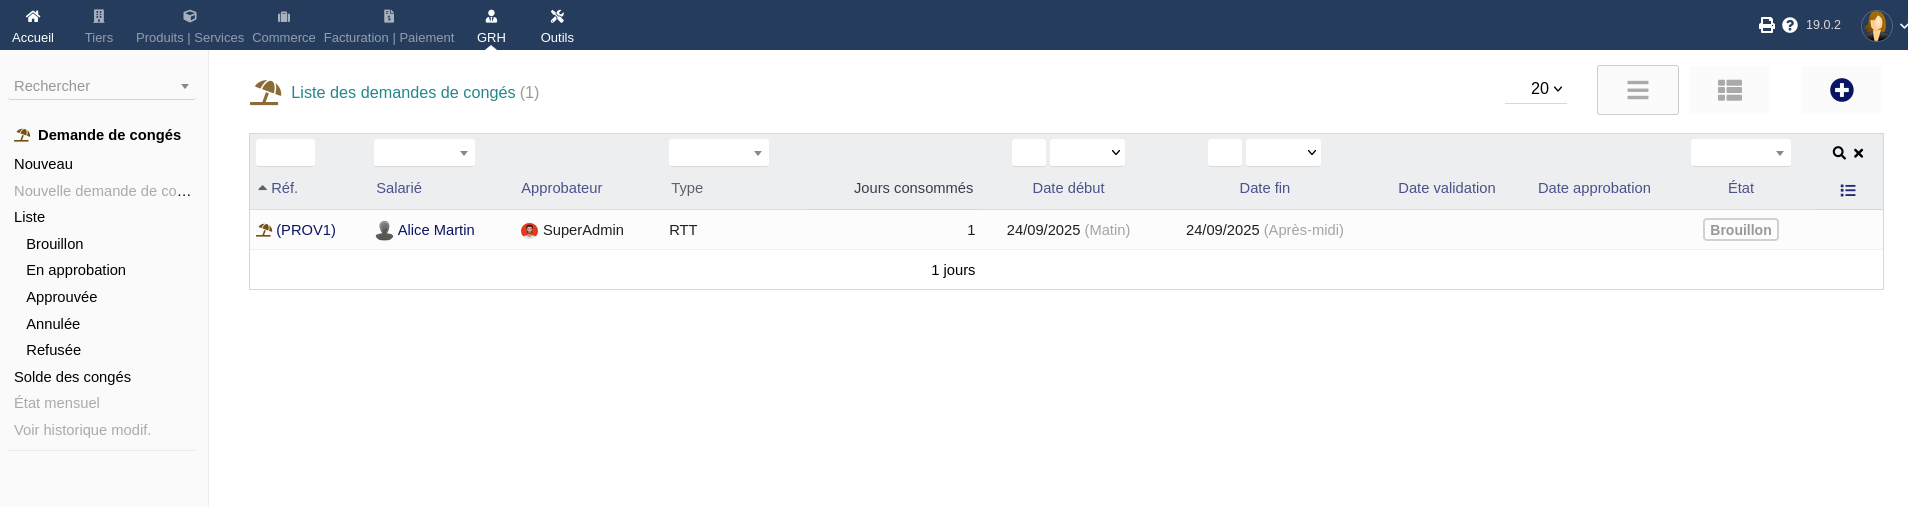 Accueil Tiers Produits | Services Commerce Facturation | Paiement GRH Outils 19.0.2
Rechercher
Liste des demandes de congés (1) 20
Demande de congés
Nouveau
Nouvelle demande de co…
Liste
Brouillon
En approbation
Approuvée
Annulée
Refusée
Solde des congés
État mensuel
Voir historique modif.
Réf. Salarié Approbateur Type Jours consommés Date début Date fin Date validation Date approbation État
(PROV1) Alice Martin SuperAdmin RTT 1 24/09/2025 (Matin) 24/09/2025 (Après-midi) Brouillon
1 jours